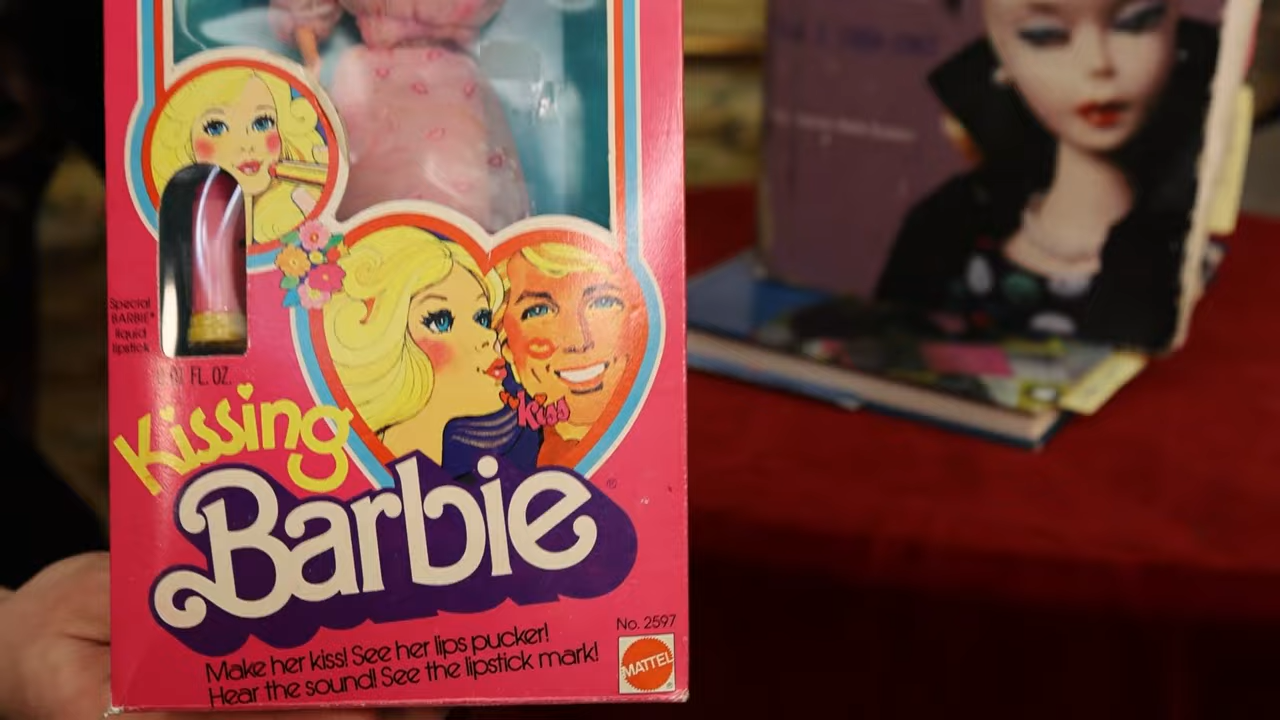 Special
BARBIE®
liquid
lipstick
FL. OZ.
Kiss
Kissing
Barbie®
No. 2597
Make her kiss! See her lips pucker!
Hear the sound! See the lipstick mark!
MATTEL